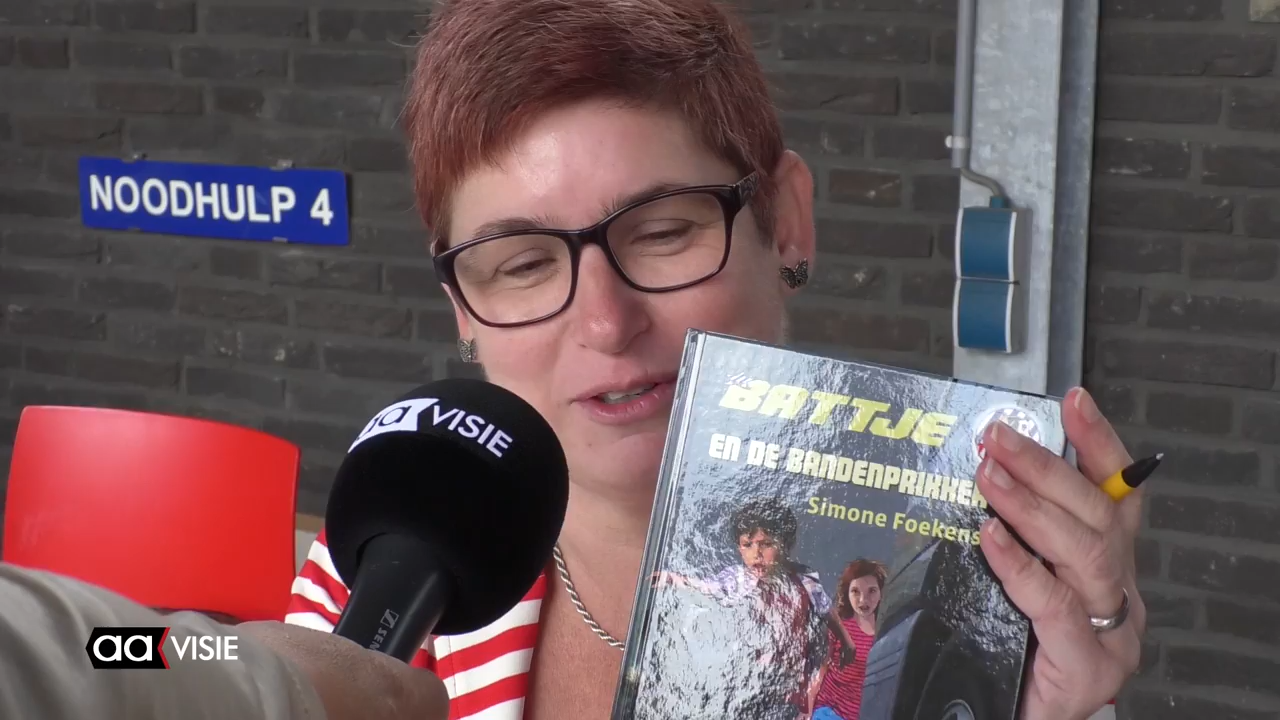 NOODHULP 4
aa VISIE
BATTJE
EN DE BANDENPRIKKER
Simone Foekens
aa VISIE